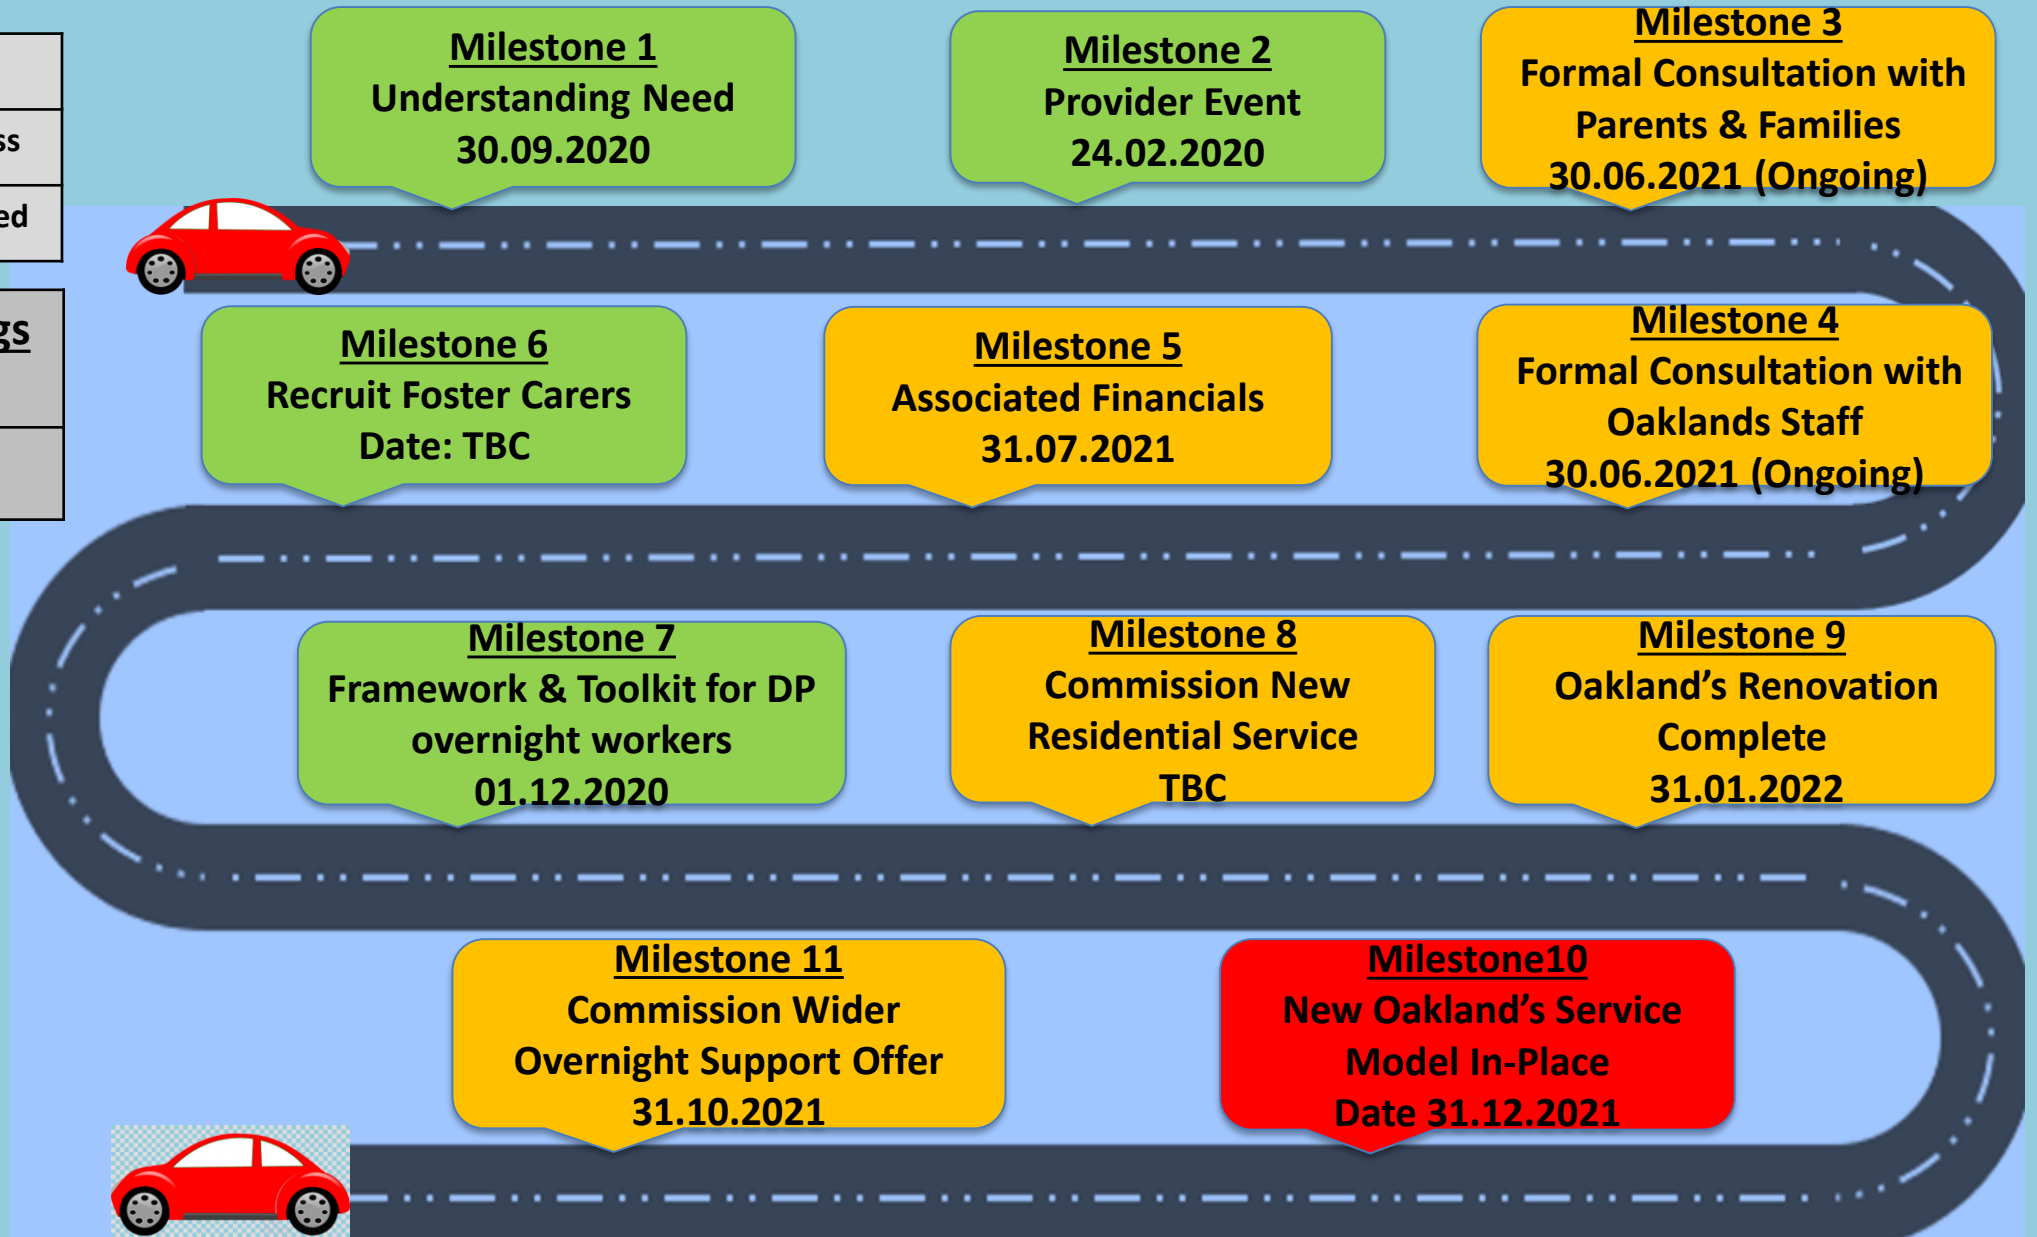 Milestone 1
Understanding Need
30.09.2020
Milestone 2
Provider Event
24.02.2020
Milestone 3
Formal Consultation with
Parents & Families
30.06.2021 (Ongoing)
Milestone 4
Formal Consultation with
Oaklands Staff
30.06.2021 (Ongoing)
Milestone 5
Associated Financials
31.07.2021
Milestone 6
Recruit Foster Carers
Date: TBC
Milestone 7
Framework & Toolkit for DP
overnight workers
01.12.2020
Milestone 8
Commission New
Residential Service
TBC
Milestone 9
Oakland’s Renovation
Complete
31.01.2022
Milestone10
New Oakland’s Service
Model In-Place
Date 31.12.2021
Milestone 11
Commission Wider
Overnight Support Offer
31.10.2021